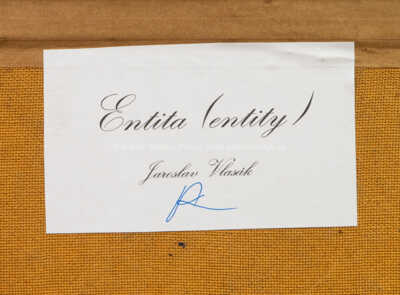 Entita (entity)
Jaroslav Vlasák